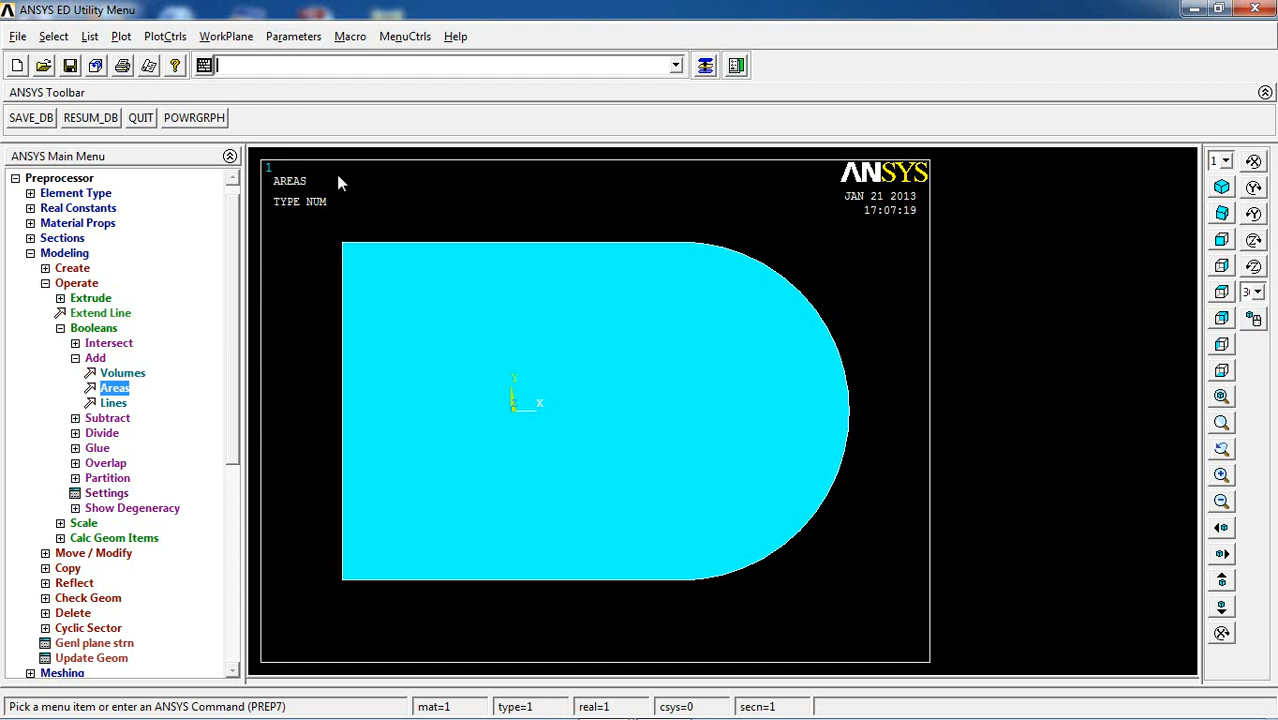 ANSYS ED Utility Menu
File Select List Plot PlotCtrls WorkPlane Parameters Macro MenuCtrls Help
ANSYS Toolbar
SAVE_DB RESUM_DB QUIT POWRGRPH
ANSYS Main Menu
Preprocessor
Element Type
Real Constants
Material Props
Sections
Modeling
Create
Operate
Extrude
Extend Line
Booleans
Intersect
Add
Volumes
Areas
Lines
Subtract
Divide
Glue
Overlap
Partition
Settings
Show Degeneracy
Scale
Calc Geom Items
Move / Modify
Copy
Reflect
Check Geom
Delete
Cyclic Sector
Genl plane strn
Update Geom
Meshing
1
AREAS
TYPE NUM
ANSYS
JAN 21 2013
17:07:19
Y
Z X
1
Pick a menu item or enter an ANSYS Command (PREP7) mat=1 type=1 real=1 csys=0 secn=1